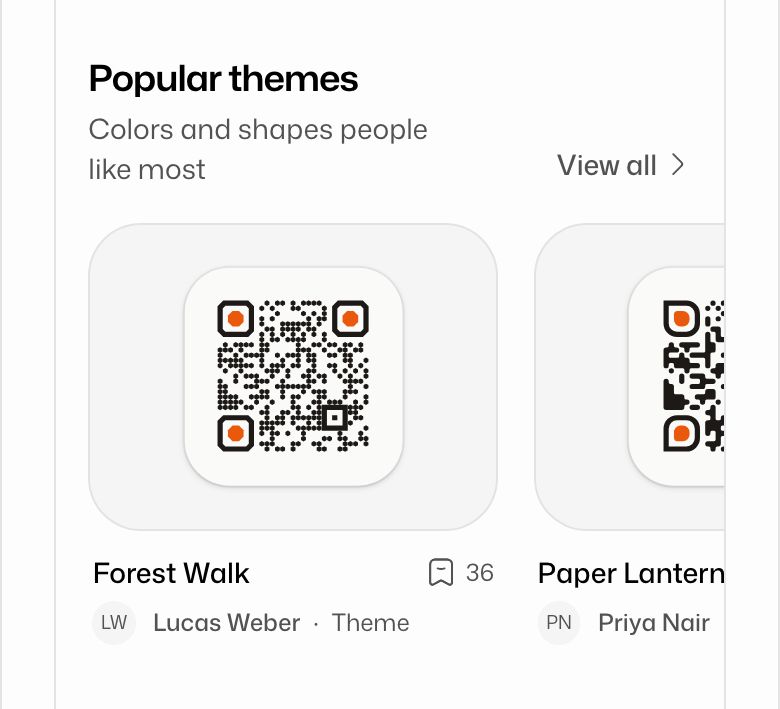 Popular themes
Colors and shapes people
like most
View all
Forest Walk
36
LW
Lucas Weber · Theme
Paper Lantern
PN
Priya Nair